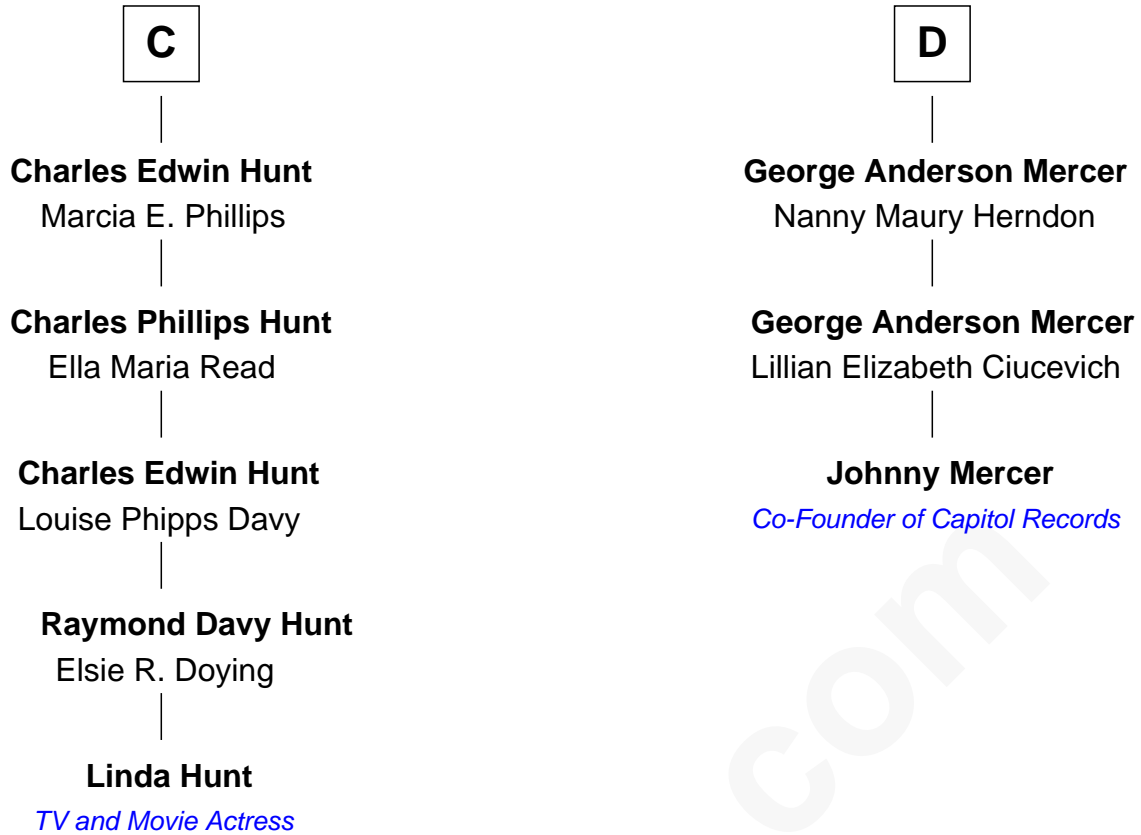 C
Charles Edwin Hunt
Marcia E. Phillips
Charles Phillips Hunt
Ella Maria Read
Charles Edwin Hunt
Louise Phipps Davy
Raymond Davy Hunt
Elsie R. Doying
Linda Hunt
TV and Movie Actress
D
George Anderson Mercer
Nanny Maury Herndon
George Anderson Mercer
Lillian Elizabeth Ciucevich
Johnny Mercer
Co-Founder of Capitol Records
com